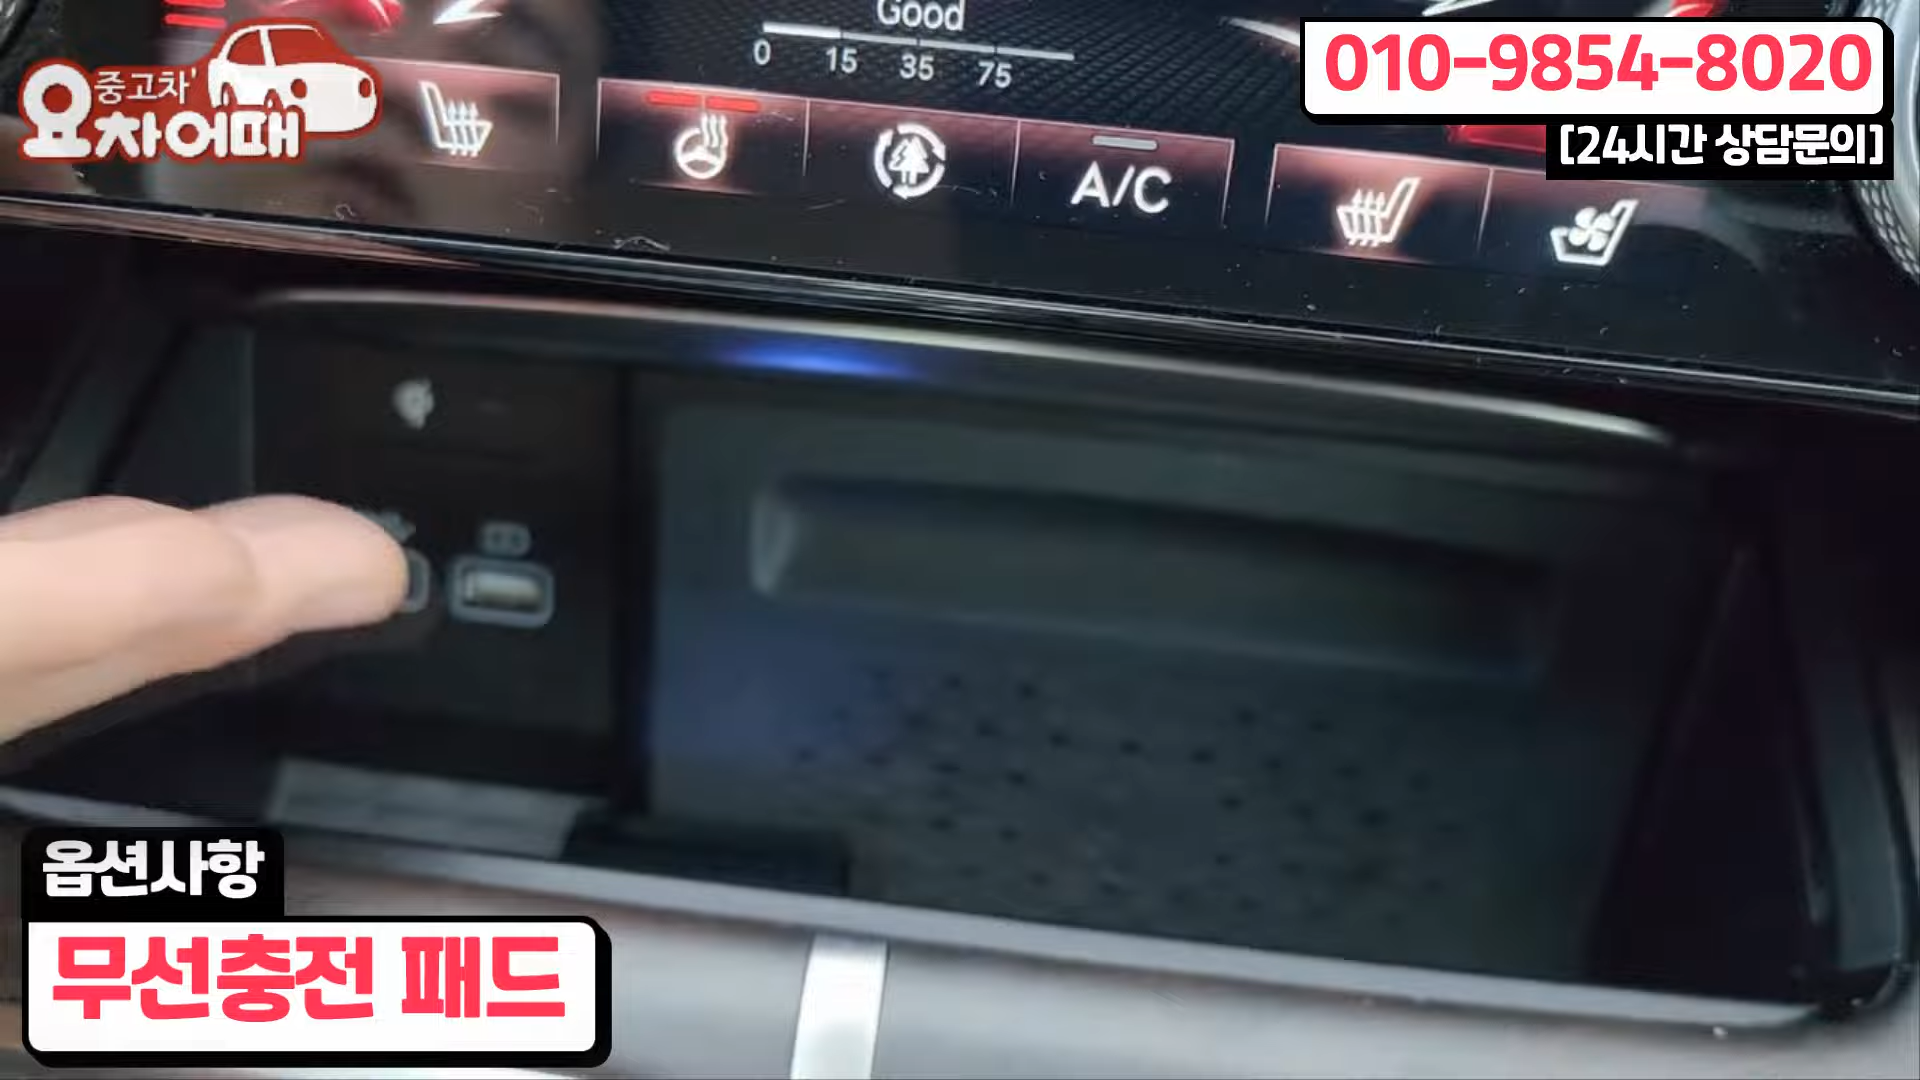 Good
0 15 35 75
A/C
중고차'
요차어때
010-9854-8020
[24시간 상담문의]
옵션사항
무선충전 패드